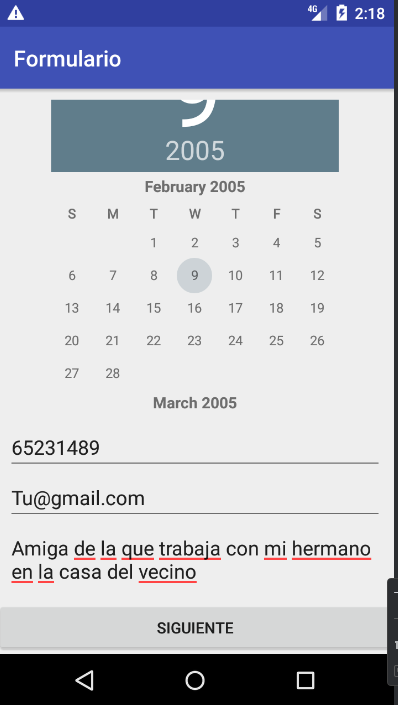 4G 2:18
Formulario
9
2005
February 2005
S M T W T F S
1 2 3 4 5
6 7 8 9 10 11 12
13 14 15 16 17 18 19
20 21 22 23 24 25 26
27 28
March 2005
65231489
Tu@gmail.com
Amiga de la que trabaja con mi hermano
en la casa del vecino
SIGUIENTE